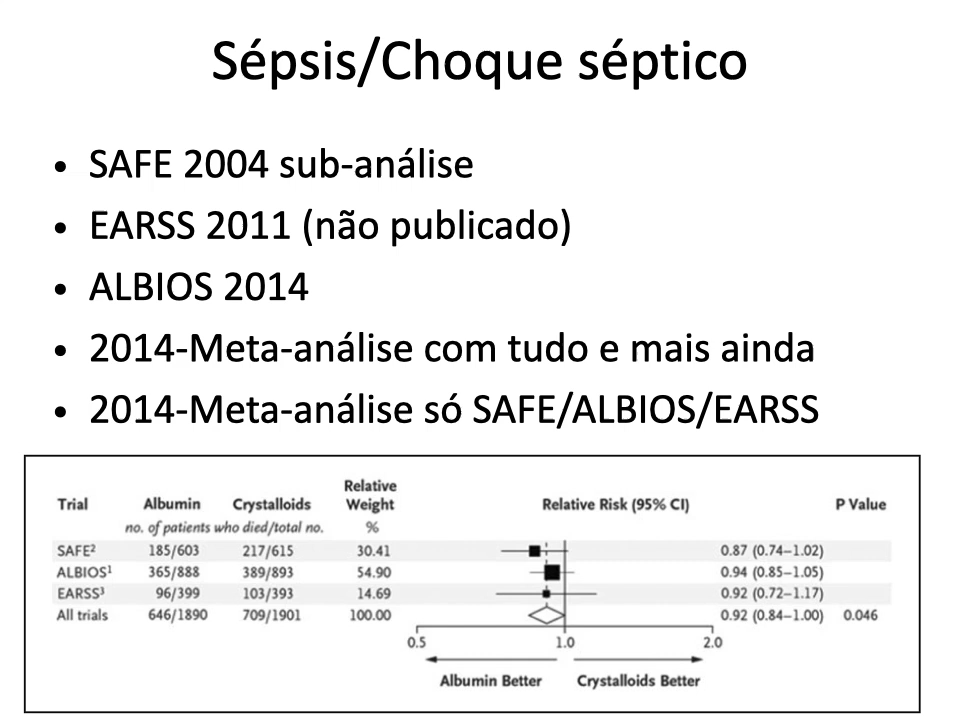 Sépsis/Choque séptico
• SAFE 2004 sub-análise
• EARSS 2011 (não publicado)
• ALBIOS 2014
• 2014-Meta-análise com tudo e mais ainda
• 2014-Meta-análise só SAFE/ALBIOS/EARSS
Trial Albumin Crystalloids Relative Weight Relative Risk (95% CI) P Value
no. of patients who died/total no. %
SAFE² 185/603 217/615 30.41 0.87 (0.74–1.02)
ALBIOS¹ 365/888 389/893 54.90 0.94 (0.85–1.05)
EARSS³ 96/399 103/393 14.69 0.92 (0.72–1.17)
All trials 646/1890 709/1901 100.00 0.92 (0.84–1.00) 0.046
0.5 1.0 2.0
Albumin Better Crystalloids Better